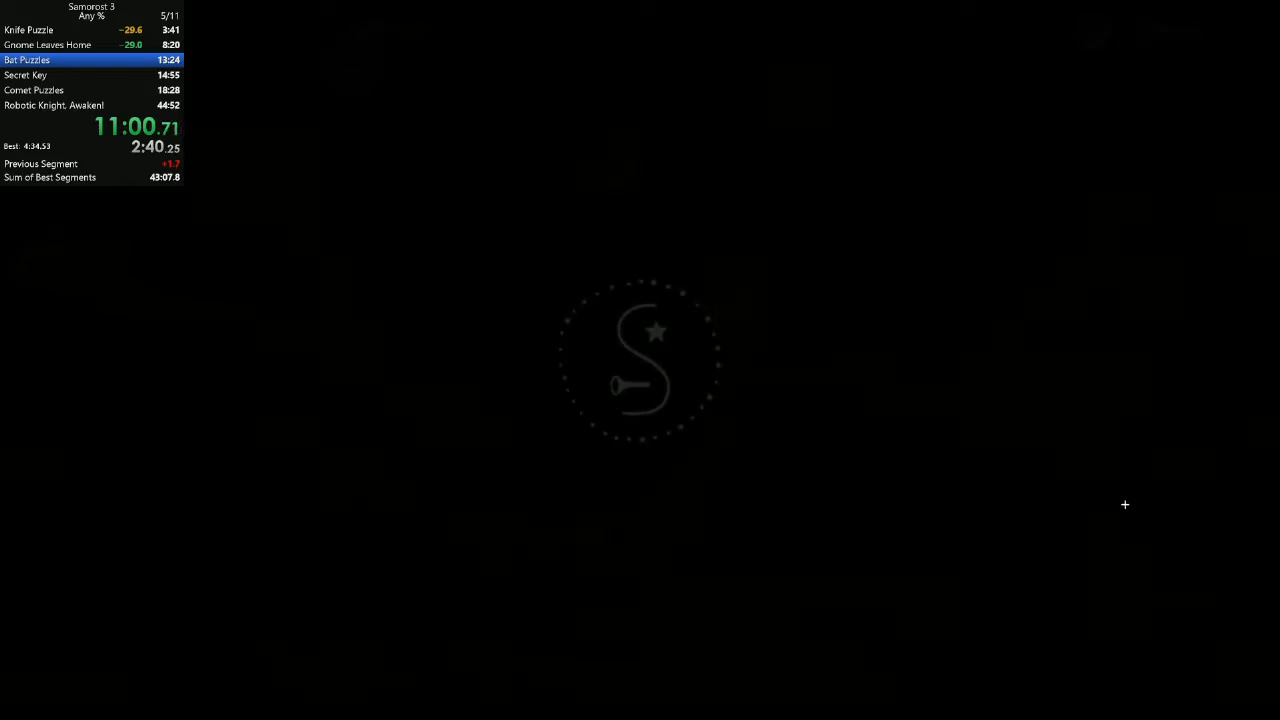 Samorost 3
Any % 5/11
Knife Puzzle -29.6 3:41
Gnome Leaves Home -29.0 8:20
Bat Puzzles 13:24
Secret Key 14:55
Comet Puzzles 18:28
Robotic Knight, Awaken! 44:52
11:00.71
Best: 4:34.53 2:40.25
Previous Segment +1.7
Sum of Best Segments 43:07.8